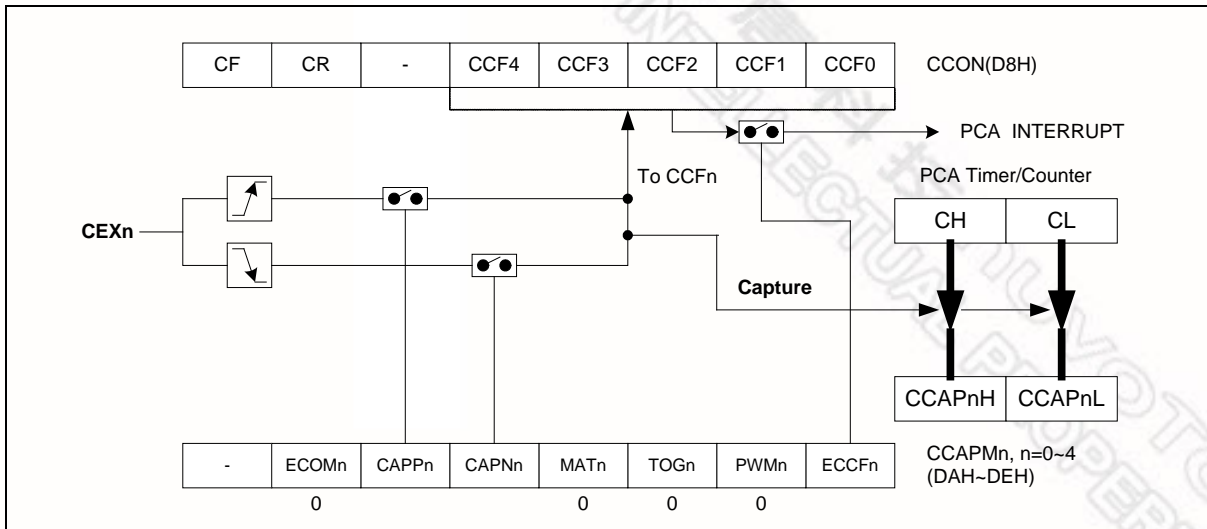 CF CR - CCF4 CCF3 CCF2 CCF1 CCF0 CCON(D8H)
PCA INTERRUPT
To CCFn
PCA Timer/Counter
CEXn
CH CL
Capture
CCAPnH CCAPnL
- ECOMn CAPPn CAPNn MATn TOGn PWMn ECCFn
CCAPMn, n=0~4
(DAH~DEH)
0 0 0 0